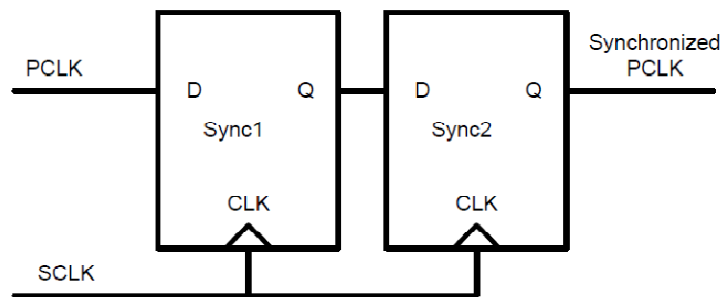 Synchronized
PCLK
PCLK
D Q
D Q
Sync1
Sync2
CLK
CLK
SCLK